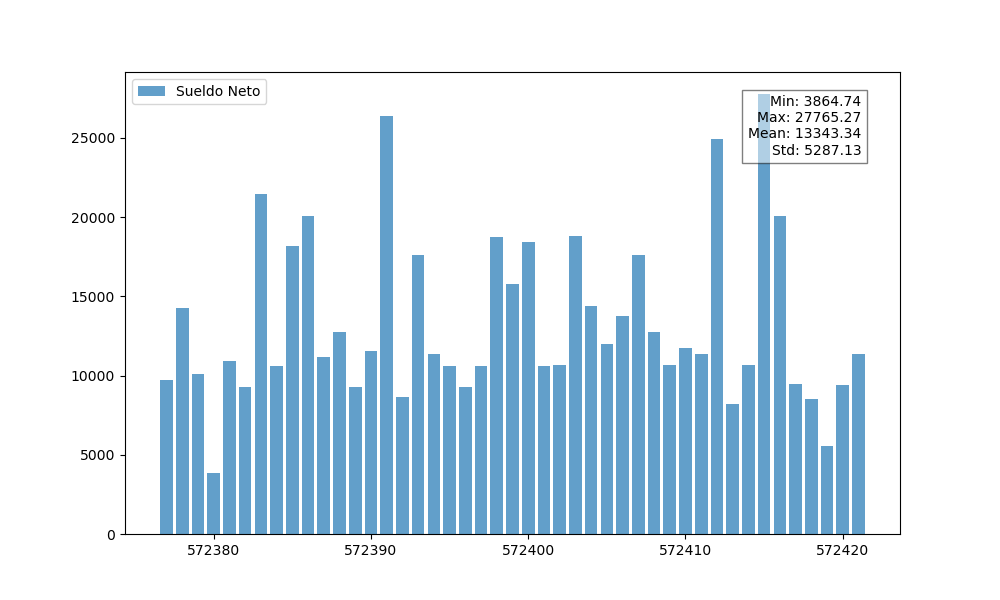 Sueldo Neto
Min: 3864.74
Max: 27765.27
Mean: 13343.34
Std: 5287.13
25000
20000
15000
10000
5000
0
572380 572390 572400 572410 572420